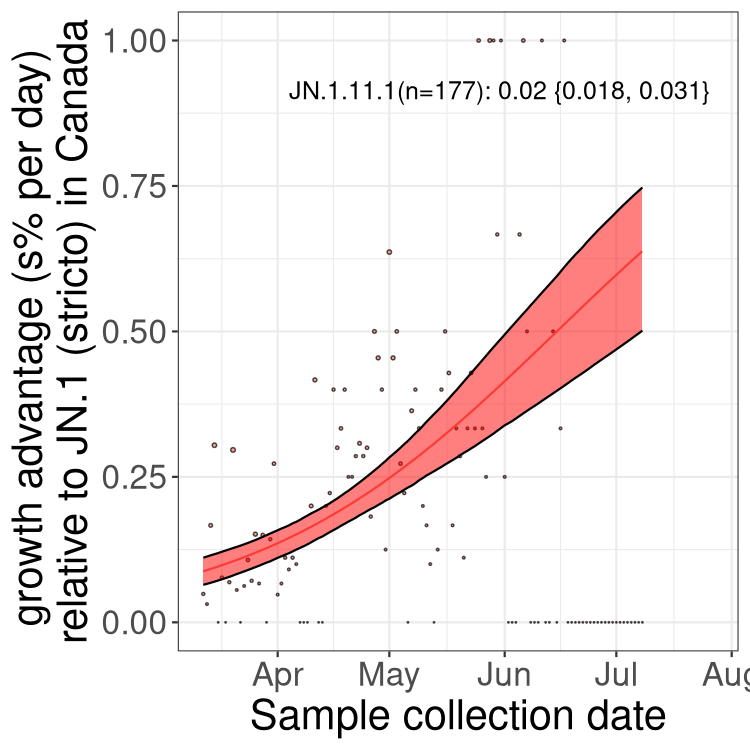 growth advantage (s% per day)
relative to JN.1 (stricto) in Canada
1.00
0.75
0.50
0.25
0.00
JN.1.11.1(n=177): 0.02 {0.018, 0.031}
Apr May Jun Jul Aug
Sample collection date